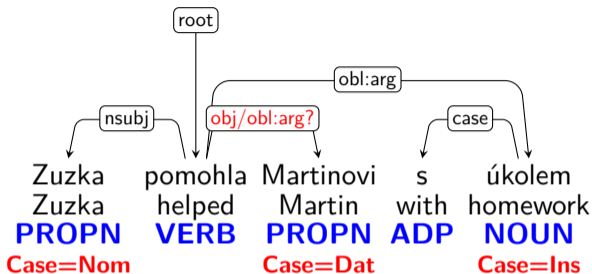 root
obl:arg
nsubj obj/obl:arg? case
Zuzka pomohla Martinovi s úkolem
Zuzka helped Martin with homework
PROPN VERB PROPN ADP NOUN
Case=Nom Case=Dat Case=Ins